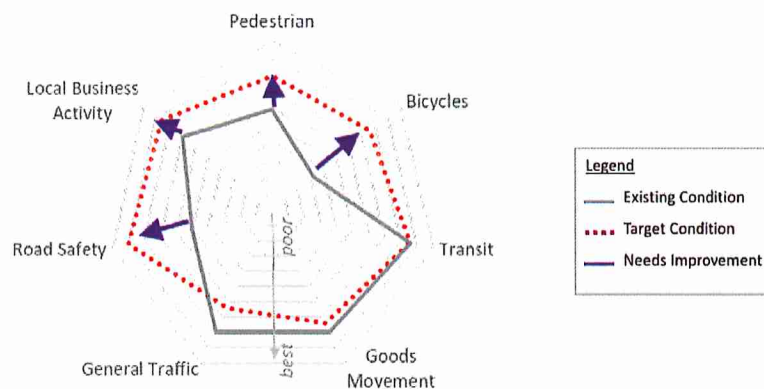 Pedestrian
Local Business
Activity
Bicycles
Legend
Existing Condition
Target Condition
Needs Improvement
Road Safety
poor
Transit
best
General Traffic
Goods
Movement